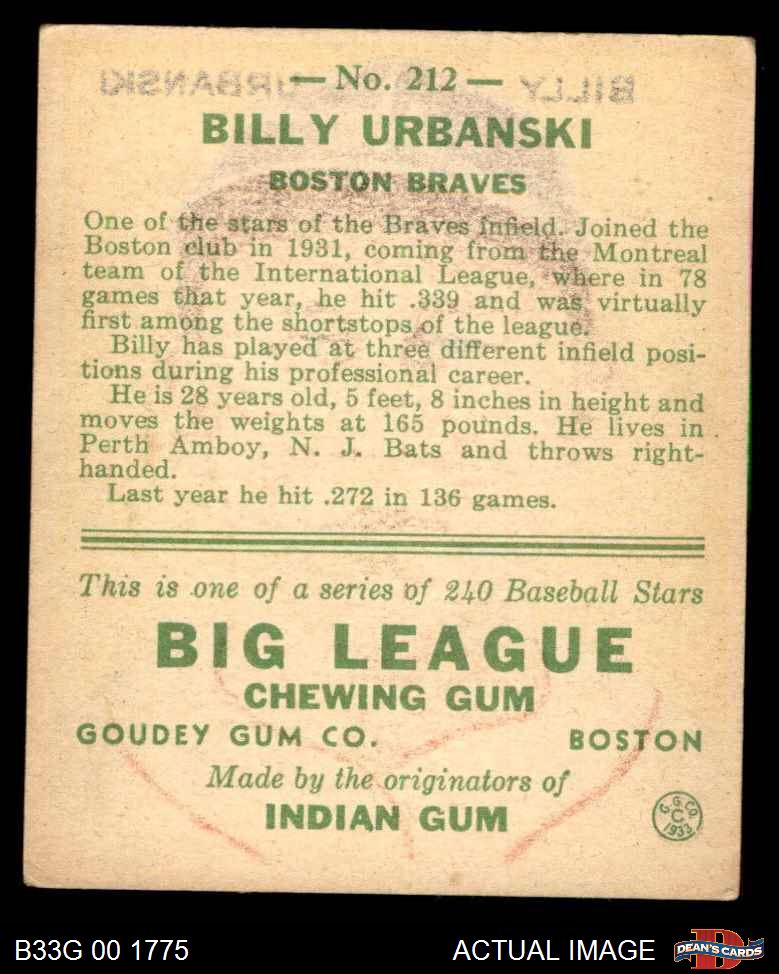 — No. 212 —
BILLY URBANSKI
BILLY URBANSKI
BOSTON BRAVES
One of the stars of the Braves infield. Joined the
Boston club in 1931, coming from the Montreal
team of the International League, where in 78
games that year, he hit .339 and was virtually
first among the shortstops of the league.
Billy has played at three different infield posi-
tions during his professional career.
He is 28 years old, 5 feet, 8 inches in height and
moves the weights at 165 pounds. He lives in
Perth Amboy, N. J. Bats and throws right-
handed.
Last year he hit .272 in 136 games.
This is one of a series of 240 Baseball Stars
BIG LEAGUE
CHEWING GUM
GOUDEY GUM CO. BOSTON
Made by the originators of
INDIAN GUM
G. G. CO.
C
1933
B33G 00 1775 ACTUAL IMAGE D DEAN'S CARDS